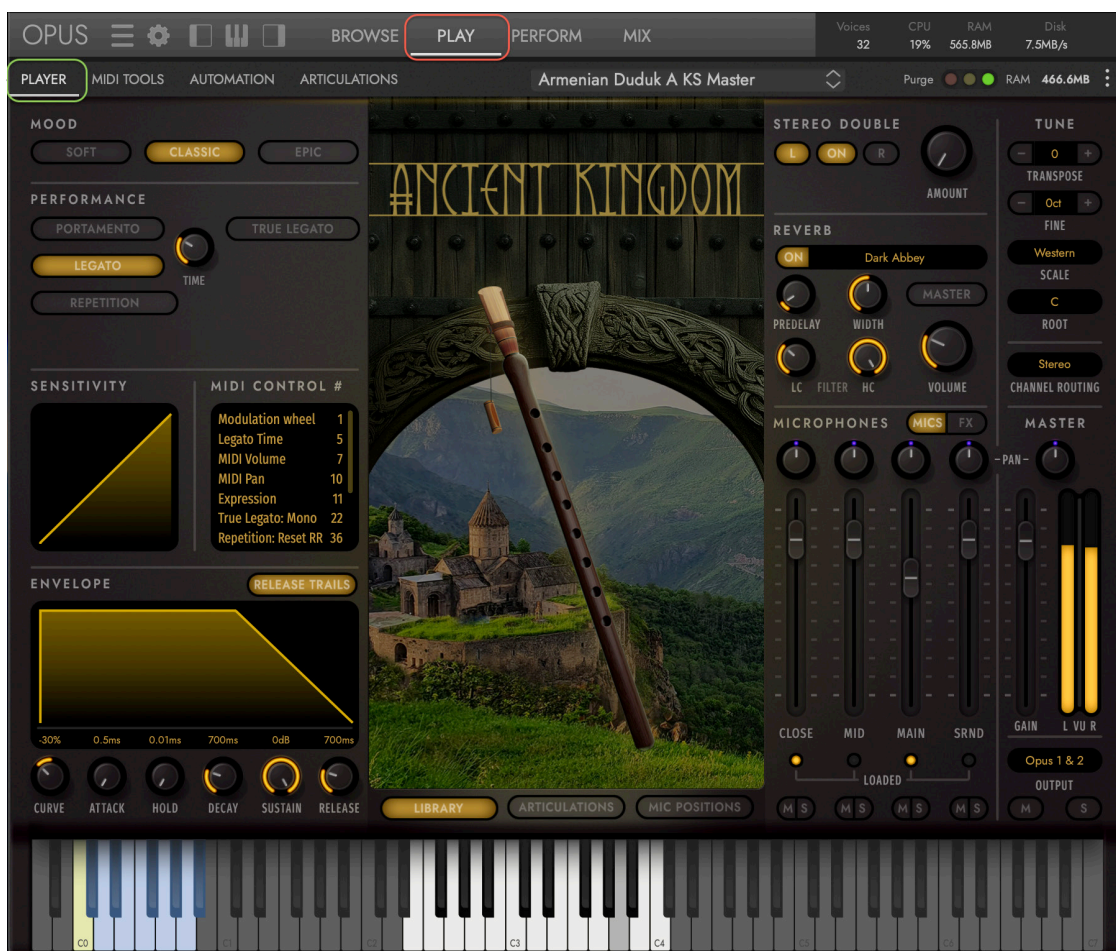 OPUS BROWSE PLAY PERFORM MIX Voices CPU RAM Disk
32 19% 565.8MB 7.5MB/s
PLAYER MIDI TOOLS AUTOMATION ARTICULATIONS Armenian Duduk A KS Master Purge RAM 466.6MB
MOOD
SOFT CLASSIC EPIC
PERFORMANCE
PORTAMENTO TRUE LEGATO
LEGATO
TIME
REPETITION
SENSITIVITY
MIDI CONTROL #
Modulation wheel 1
Legato Time 5
MIDI Volume 7
MIDI Pan 10
Expression 11
True Legato: Mono 22
Repetition: Reset RR 36
ENVELOPE RELEASE TRAILS
-30% 0.5ms 0.01ms 700ms 0dB 700ms
CURVE ATTACK HOLD DECAY SUSTAIN RELEASE
ANCIENT KINGDOM
LIBRARY ARTICULATIONS MIC POSITIONS
STEREO DOUBLE
L ON R
AMOUNT
REVERB
ON Dark Abbey
MASTER
PREDELAY WIDTH
LC FILTER HC VOLUME
TUNE
- 0 +
TRANSPOSE
- 0ct +
FINE
Western
SCALE
C
ROOT
Stereo
CHANNEL ROUTING
MICROPHONES MICS FX MASTER
-PAN-
CLOSE MID MAIN SRND GAIN L VU R
LOADED
Opus 1 & 2
OUTPUT
M S M S M S M S M S
C0 C1 C2 C3 C4 C5 C6 C7